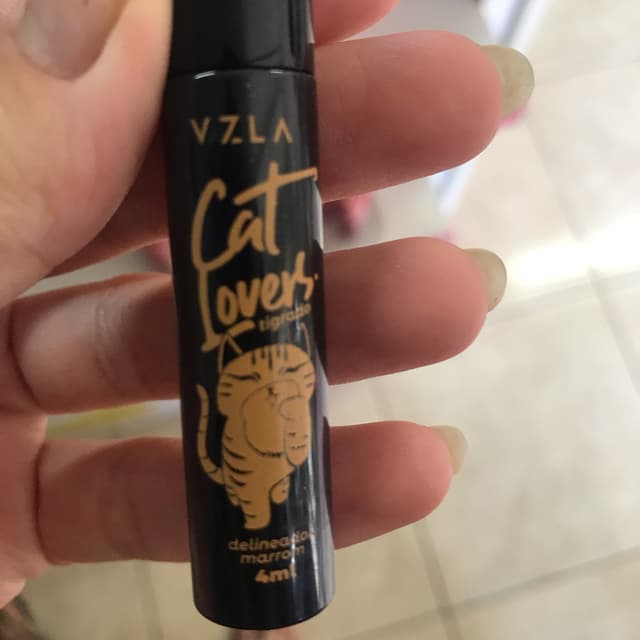 VZLA
Cat
Lovers.
tigrado
delineador
marrom
4ml